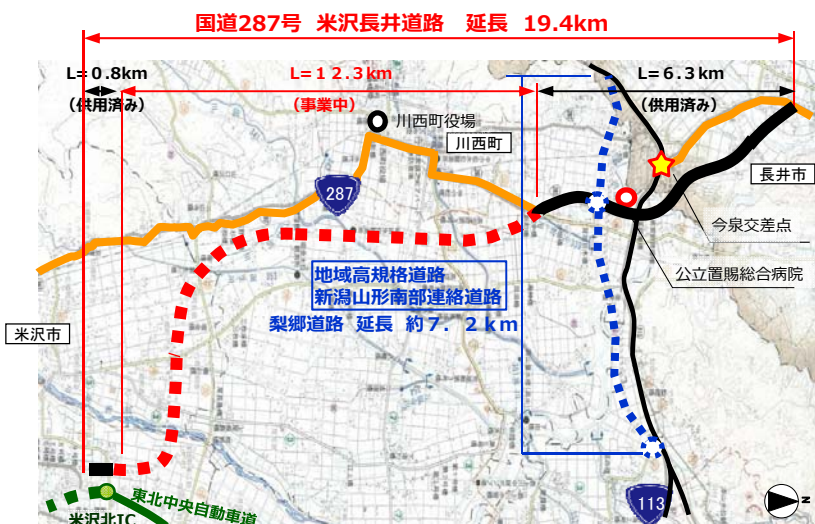 国道287号 米沢長井道路 延長 19.4km
L=0.8km
(供用済み)
L=12.3km
(事業中)
L=6.3km
(供用済み)
川西町役場
川西町
287
長井市
今泉交差点
公立置賜総合病院
地域高規格道路
新潟山形南部連絡道路
梨郷道路 延長 約7.2km
米沢市
東北中央自動車道
米沢北IC
113
N